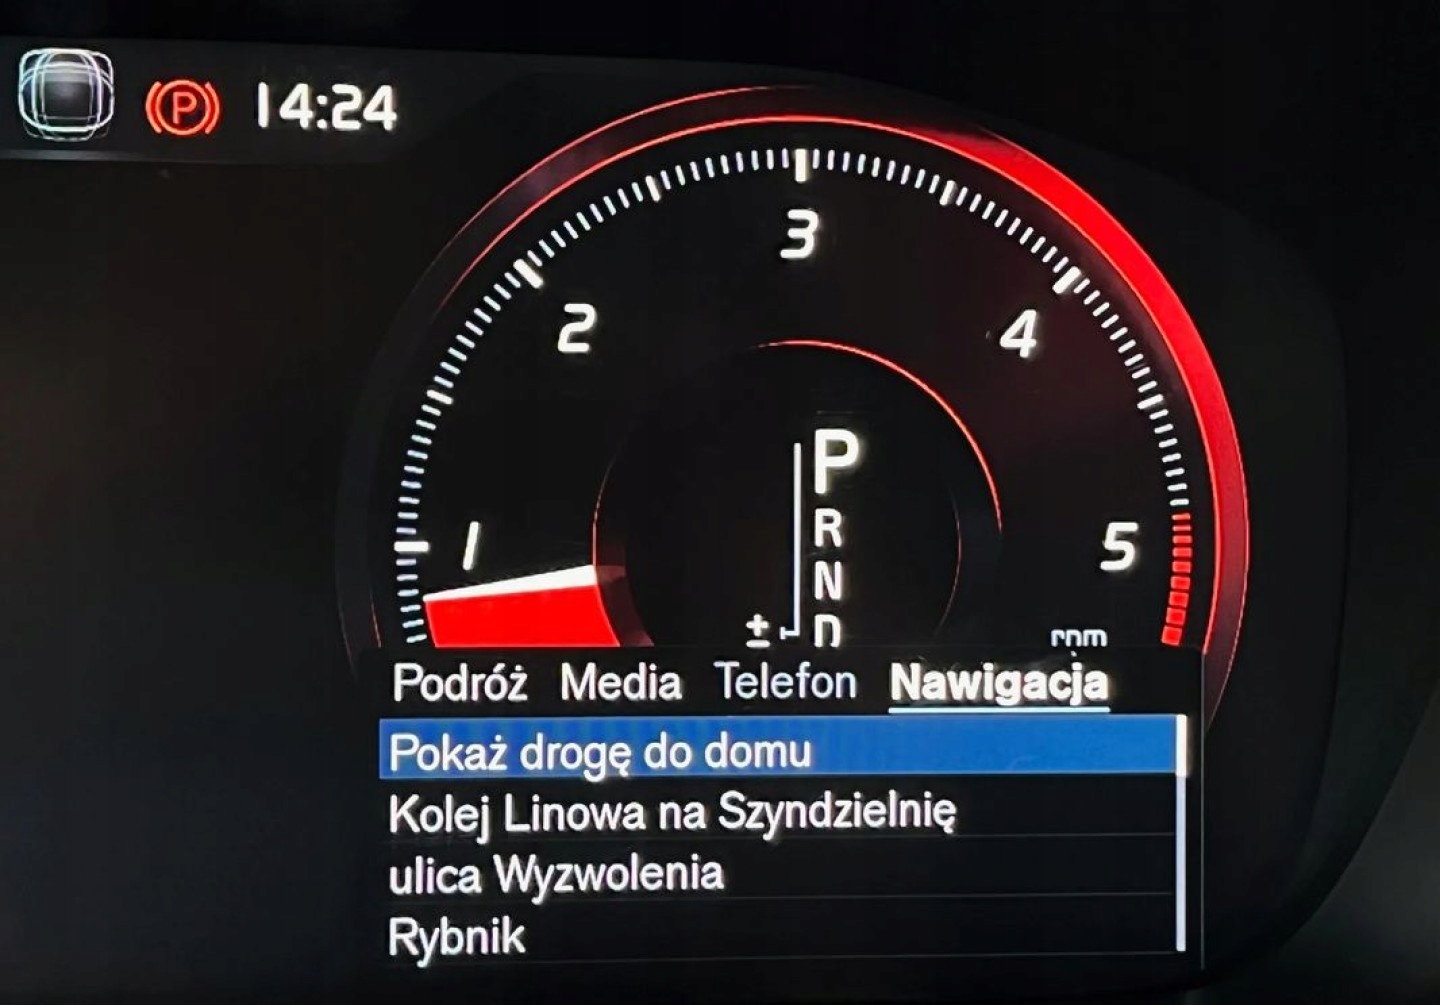 P 14:24
3
2
4
P
R
1
5
N
± D
rpm
Podróż Media Telefon Nawigacja
Pokaż drogę do domu
Kolej Linowa na Szyndzielnię
ulica Wyzwolenia
Rybnik